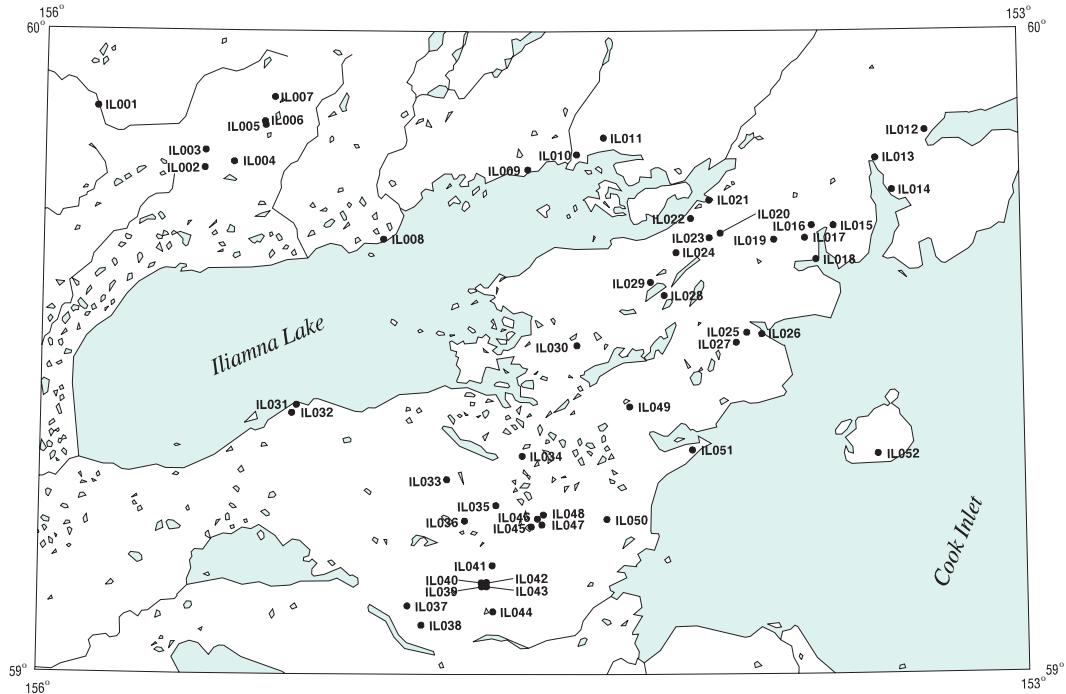 156°
153°
60°
60°
IL001
IL007
IL006
IL005
IL012
IL011
IL003
IL010
IL013
IL004
IL002
IL009
IL014
IL021
IL020
IL022
IL016
IL015
IL008
IL023
IL019
IL017
IL024
IL018
IL029
IL028
Iliamna Lake
IL025
IL026
IL027
IL030
IL031
IL032
IL049
IL051
IL052
IL034
IL033
IL035
IL048
IL046
IL036
IL050
IL047
IL045
Cook Inlet
IL041
IL040
IL042
IL039
IL043
IL037
IL044
IL038
59°
59°
156°
153°